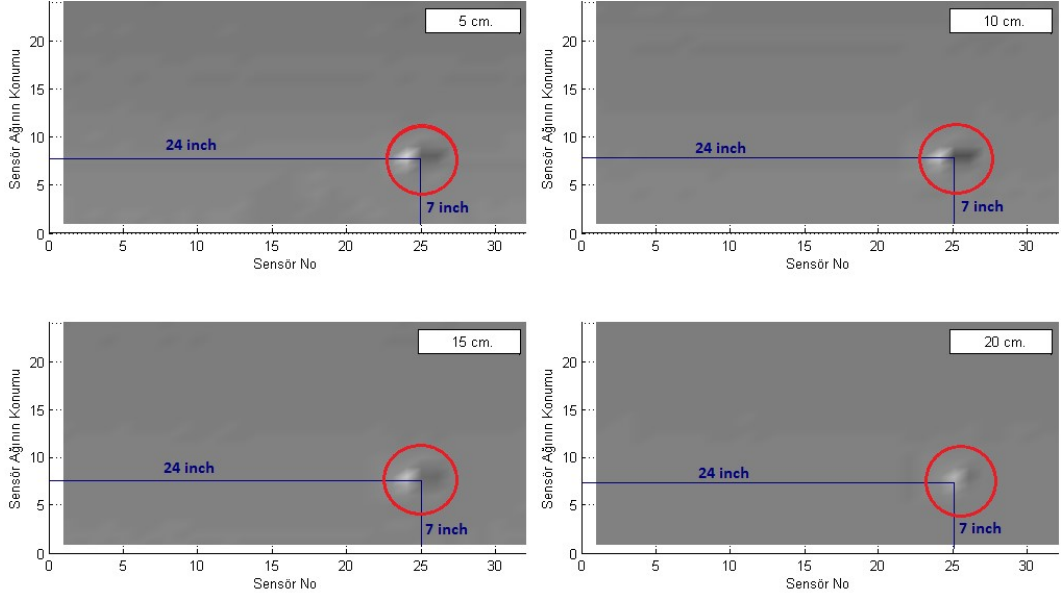 5 cm.
20
15
10
5
0
Sensör Ağının Konumu
24 inch
7 inch
0 5 10 15 20 25 30
Sensör No
10 cm.
20
15
10
5
0
Sensör Ağının Konumu
24 inch
7 inch
0 5 10 15 20 25 30
Sensör No
15 cm.
20
15
10
5
0
Sensör Ağının Konumu
24 inch
7 inch
0 5 10 15 20 25 30
Sensör No
20 cm.
20
15
10
5
0
Sensör Ağının Konumu
24 inch
7 inch
0 5 10 15 20 25 30
Sensör No